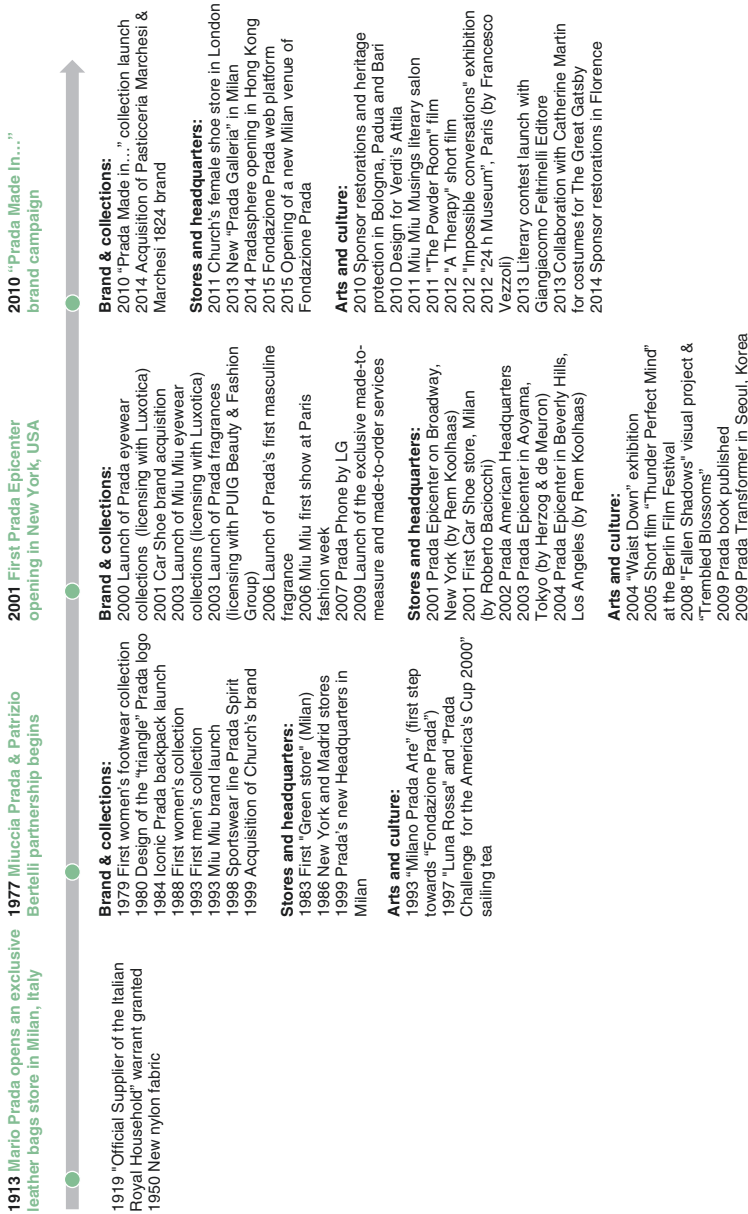 1913 Mario Prada opens an exclusive
leather bags store in Milan, Italy
1919 "Official Supplier of the Italian
Royal Household” warrant granted
1950 New nylon fabric
1977 Miuccia Prada & Patrizio
Bertelli partnership begins
Brand & collections:
1979 First women’s footwear collection
1980 Design of the “triangle” Prada logo
1984 Iconic Prada backpack launch
1988 First women’s collection
1993 First men’s collection
1993 Miu Miu brand launch
1998 Sportswear line Prada Spirit
1999 Acquisition of Church’s brand
Stores and headquarters:
1983 First "Green store" (Milan)
1986 New York and Madrid stores
1999 Prada’s new Headquarters in
Milan
Arts and culture:
1993 “Milano Prada Arte” (first step
towards “Fondazione Prada”)
1997 "Luna Rossa" and “Prada
Challenge for the America’s Cup 2000”
sailing tea
2001 First Prada Epicenter
opening in New York, USA
Brand & collections:
2000 Launch of Prada eyewear
collections (licensing with Luxotica)
2001 Car Shoe brand acquisition
2003 Launch of Miu Miu eyewear
collections (licensing with Luxotica)
2003 Launch of Prada fragrances
(licensing with PUIG Beauty & Fashion
Group)
2006 Launch of Prada’s first masculine
fragrance
2006 Miu Miu first show at Paris
fashion week
2007 Prada Phone by LG
2009 Launch of the exclusive made-to-
measure and made-to-order services
Stores and headquarters:
2001 Prada Epicenter on Broadway,
New York (by Rem Koolhaas)
2001 First Car Shoe store, Milan
(by Roberto Baciocchi)
2002 Prada American Headquarters
2003 Prada Epicenter in Aoyama,
Tokyo (by Herzog & de Meuron)
2004 Prada Epicenter in Beverly Hills,
Los Angeles (by Rem Koolhaas)
Arts and culture:
2004 “Waist Down” exhibition
2005 Short film “Thunder Perfect Mind”
at the Berlin Film Festival
2008 "Fallen Shadows" visual project &
“Trembled Blossoms”
2009 Prada book published
2009 Prada Transformer in Seoul, Korea
2010 “Prada Made In...”
brand campaign
Brand & collections:
2010 “Prada Made in...” collection launch
2014 Acquisition of Pasticceria Marchesi &
Marchesi 1824 brand
Stores and headquarters:
2011 Church's female shoe store in London
2013 New “Prada Galleria” in Milan
2014 Pradasphere opening in Hong Kong
2015 Fondazione Prada web platform
2015 Opening of a new Milan venue of
Fondazione Prada
Arts and culture:
2010 Sponsor restorations and heritage
protection in Bologna, Padua and Bari
2010 Design for Verdi’s Attila
2011 Miu Miu Musings literary salon
2011 "The Powder Room" film
2012 "A Therapy" short film
2012 "Impossible conversations" exhibition
2012 "24 h Museum", Paris (by Francesco
Vezzoli)
2013 Literary contest launch with
Giangiacomo Feltrinelli Editore
2013 Collaboration with Catherine Martin
for costumes for The Great Gatsby
2014 Sponsor restorations in Florence